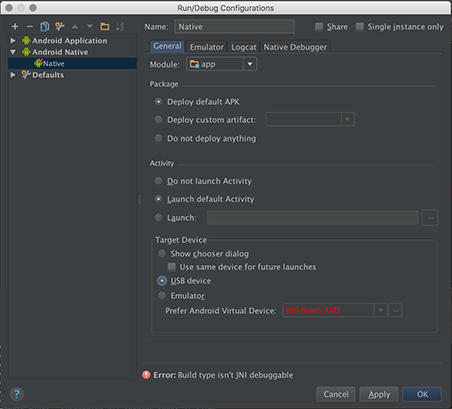 Run/Debug Configurations
Name: Native
Share
Single instance only
Android Application
Android Native
Native
Defaults
General Emulator Logcat Native Debugger
Module: app
Package
Deploy default APK
Deploy custom artifact:
Do not deploy anything
Activity
Do not launch Activity
Launch default Activity
Launch:
...
Target Device
Show chooser dialog
Use same device for future launches
USB device
Emulator
Prefer Android Virtual Device: Unknown AVD
...
Error: Build type isn't JNI debuggable
?
Cancel Apply OK